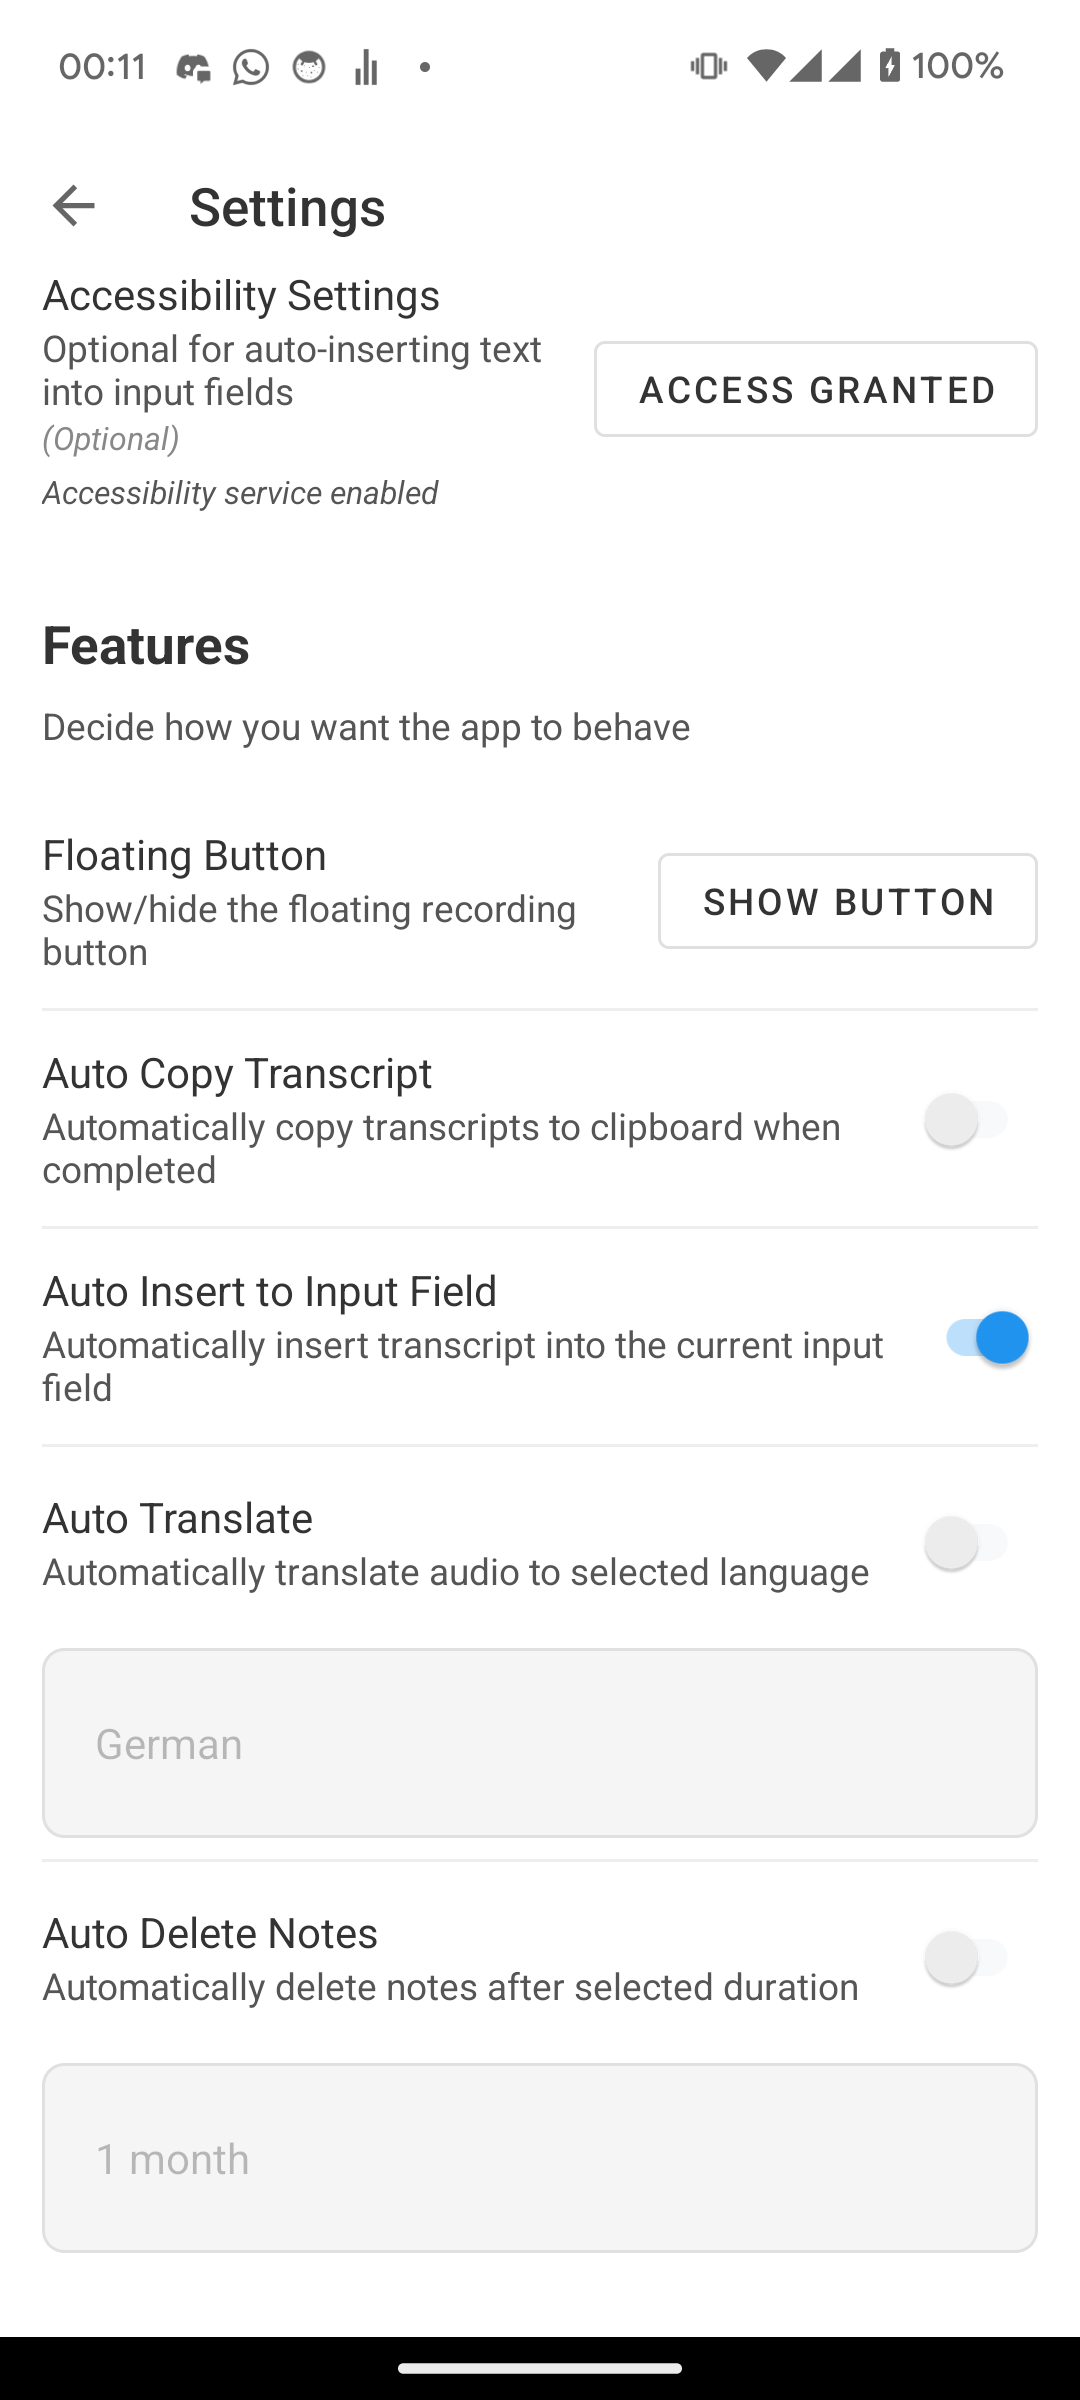 00:11
100%
Settings
Accessibility Settings
Optional for auto-inserting text
into input fields
(Optional)
Accessibility service enabled
ACCESS GRANTED
Features
Decide how you want the app to behave
Floating Button
Show/hide the floating recording
button
SHOW BUTTON
Auto Copy Transcript
Automatically copy transcripts to clipboard when
completed
Auto Insert to Input Field
Automatically insert transcript into the current input
field
Auto Translate
Automatically translate audio to selected language
German
Auto Delete Notes
Automatically delete notes after selected duration
1 month